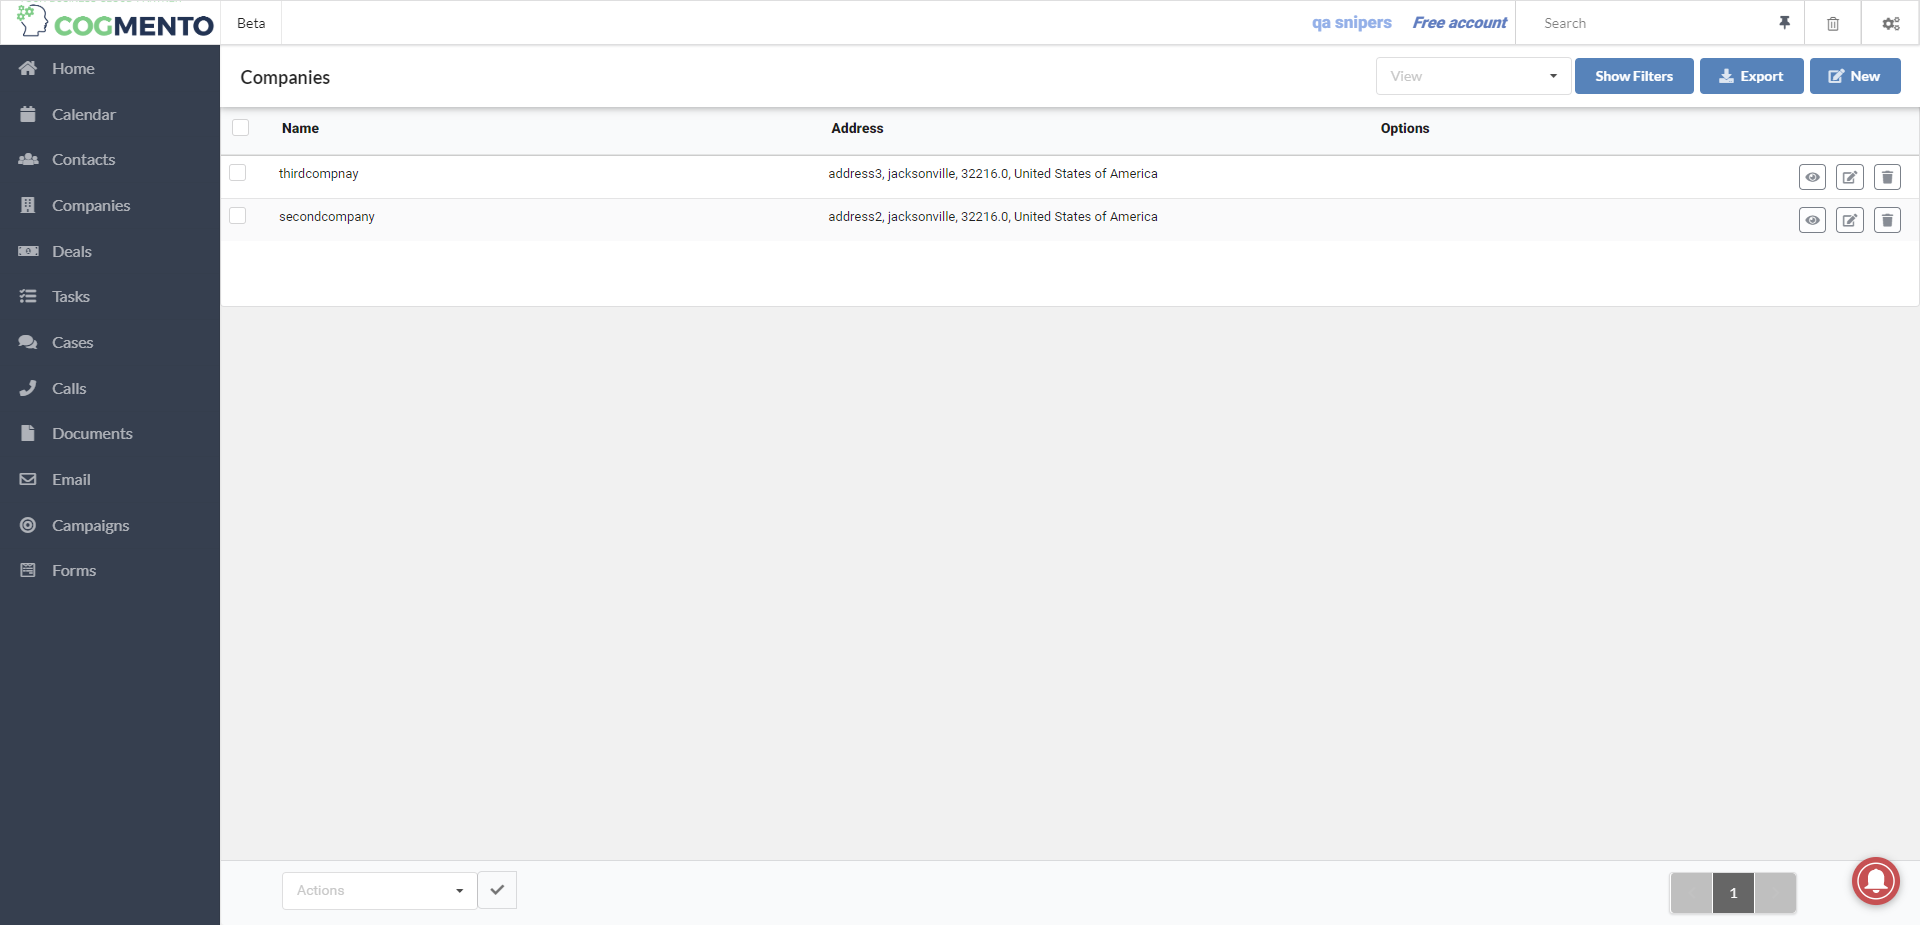 COGMENTO
Beta
qa snipers
Free account
Search
Home
Calendar
Contacts
Companies
Deals
Tasks
Cases
Calls
Documents
Email
Campaigns
Forms
Companies
View
Show Filters
Export
New
Name Address Options
thirdcompnay address3, jacksonville, 32216.0, United States of America
secondcompany address2, jacksonville, 32216.0, United States of America
Actions
1